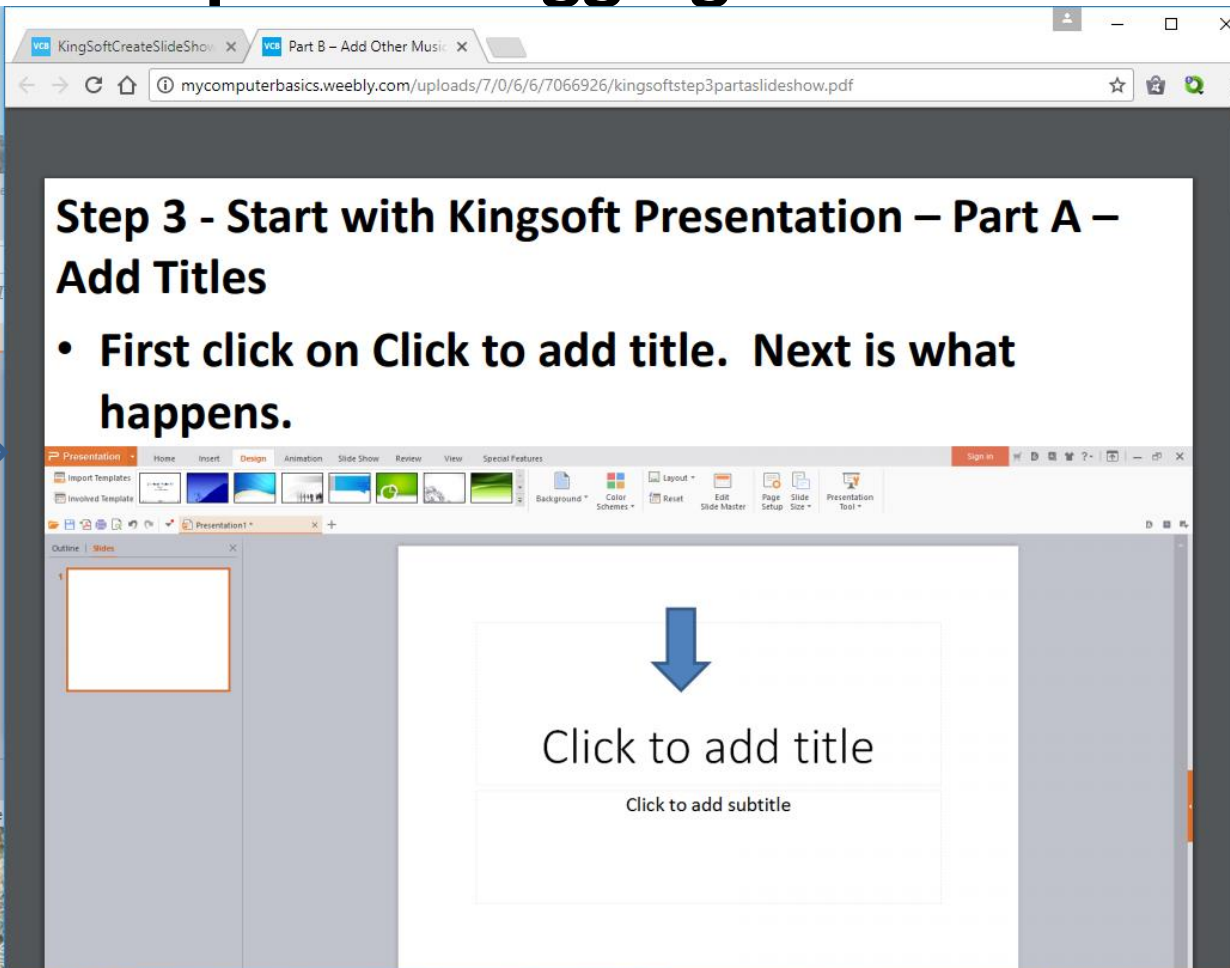 KingSoftCreateSlideShow
Part B – Add Other Music
mycomputerbasics.weebly.com/uploads/7/0/6/6/7066926/kingsoftstep3partaslideshow.pdf
Step 3 - Start with Kingsoft Presentation – Part A –
Add Titles
• First click on Click to add title. Next is what
happens.
Presentation Home Insert Design Animation Slide Show Review View Special Features Sign in
Import Templates
Involved Template
Background Color Schemes Layout Reset Edit Slide Master Page Setup Slide Size Presentation Tool
Presentation1 *
Outline | Slides
1
Click to add title
Click to add subtitle